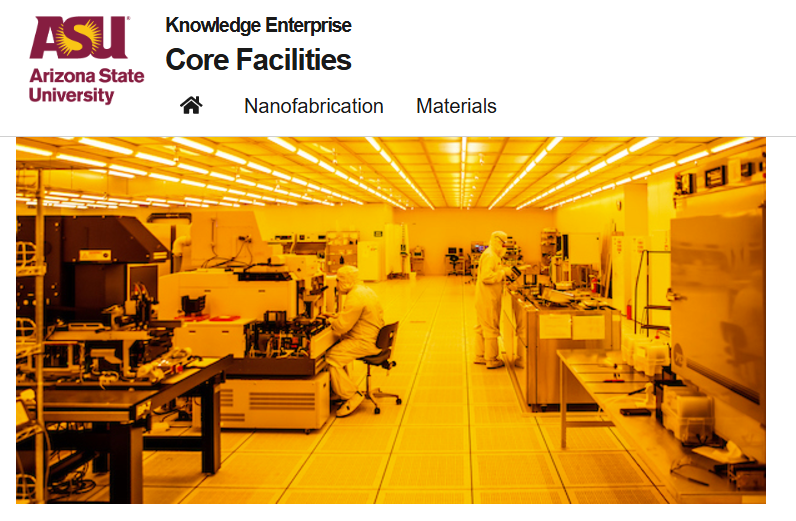 ASU
Arizona State
University
Knowledge Enterprise
Core Facilities
Nanofabrication
Materials